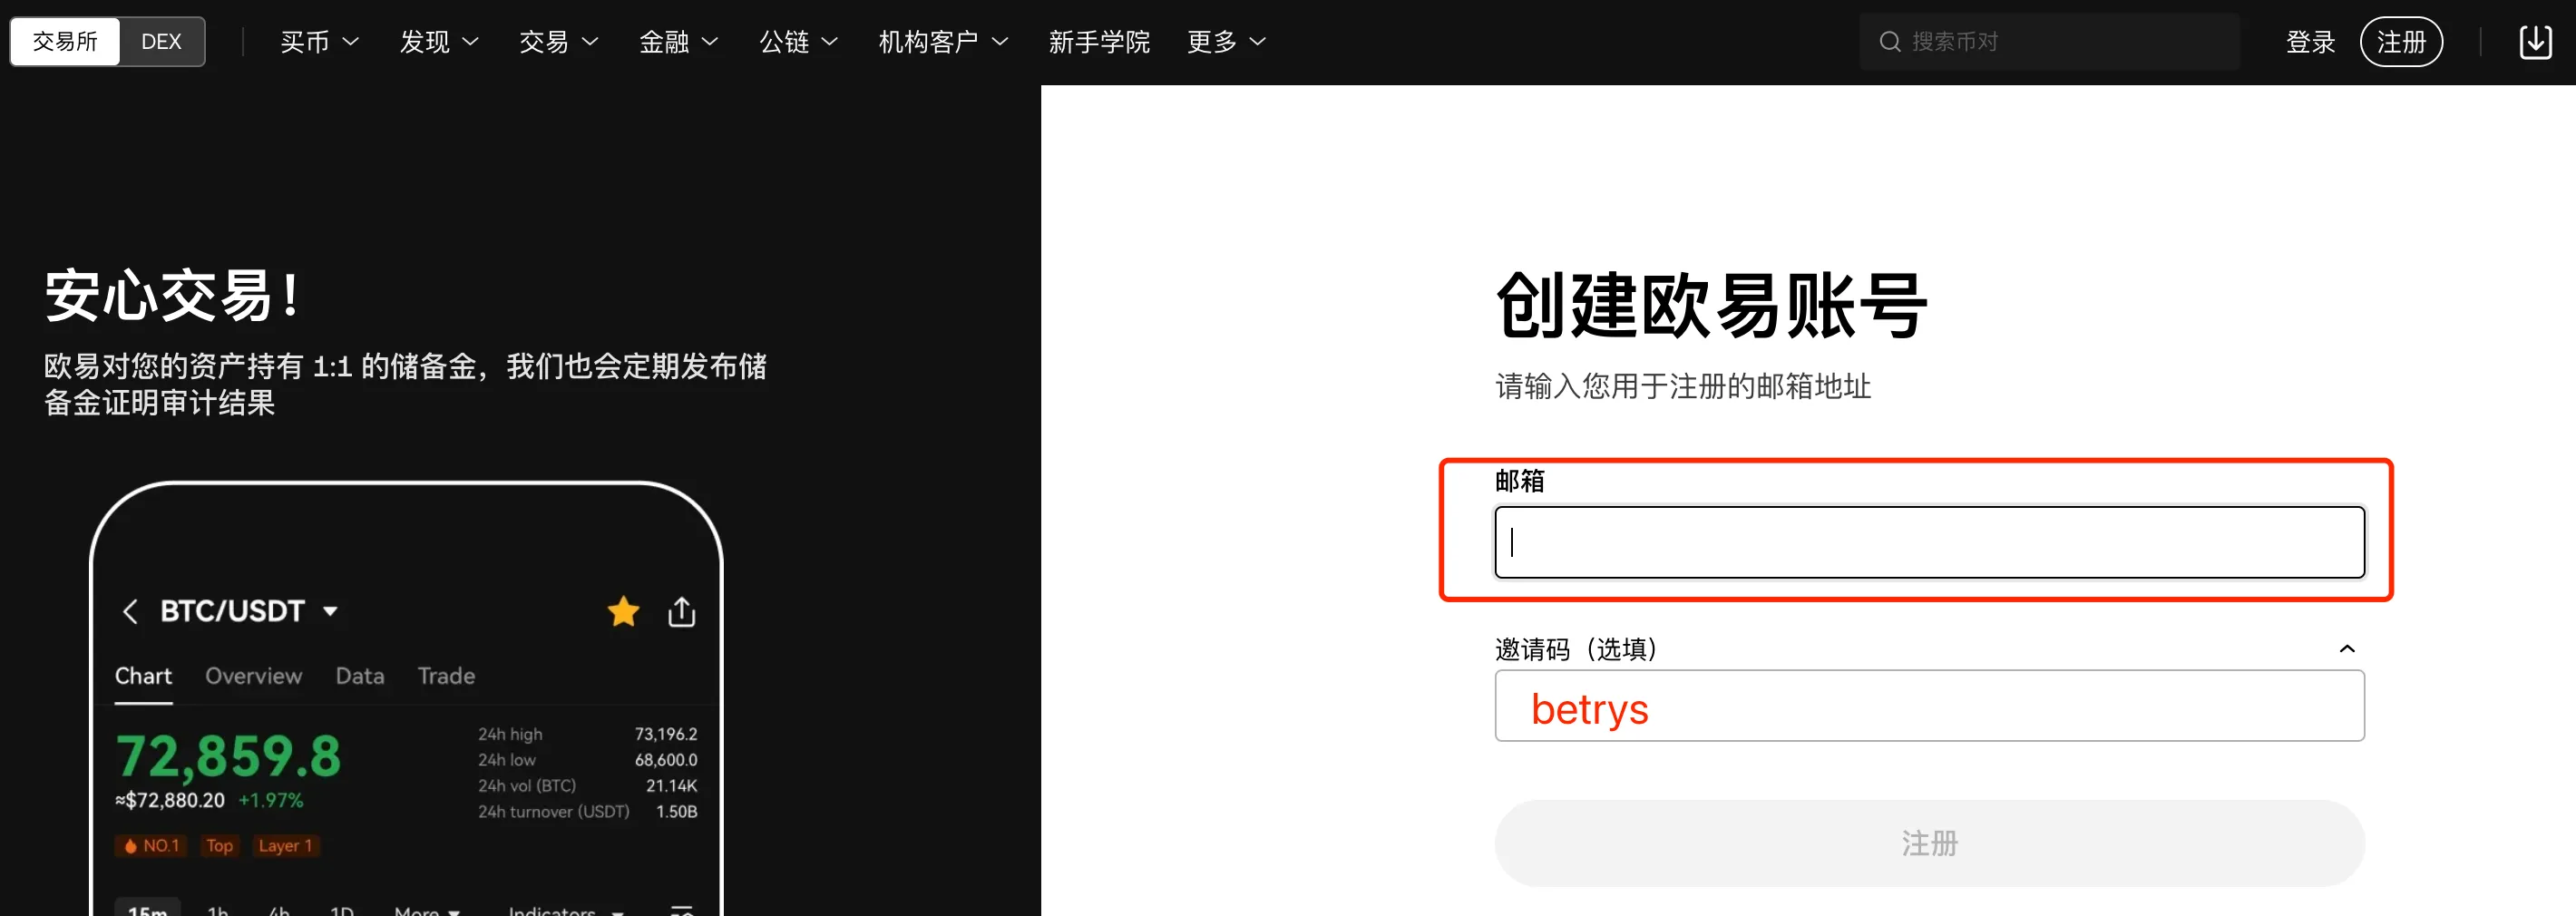 交易所 DEX 买币 发现 交易 金融 公链 机构客户 新手学院 更多 搜索币对 登录 注册
安心交易！
欧易对您的资产持有 1:1 的储备金，我们也会定期发布储
备金证明审计结果
BTC/USDT
Chart Overview Data Trade
72,859.8
≈$72,880.20 +1.97%
24h high 73,196.2
24h low 68,600.0
24h vol (BTC) 21.14K
24h turnover (USDT) 1.50B
NO.1 Top Layer 1
15m 1h 4h 1D More Indicators
创建欧易账号
请输入您用于注册的邮箱地址
邮箱
邀请码（选填）
betrys
注册